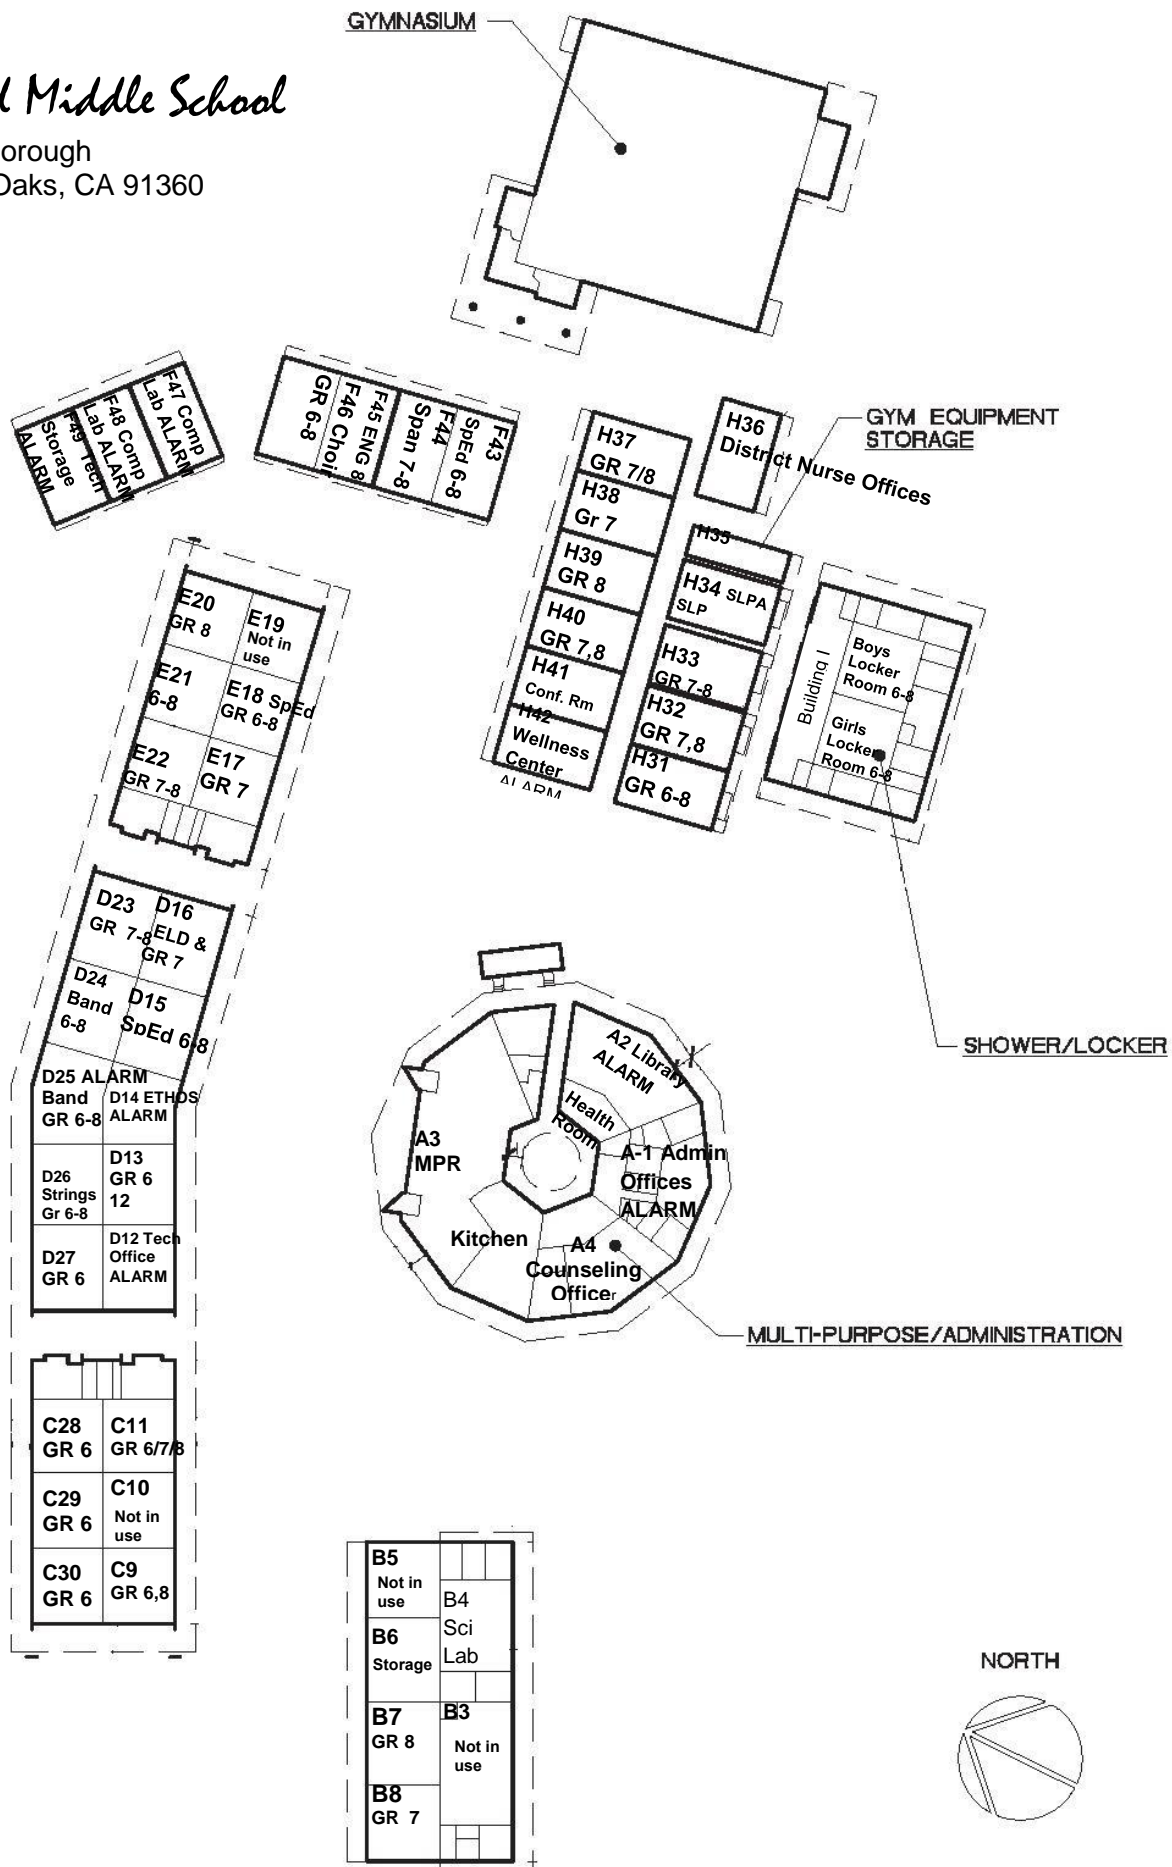 GYMNASIUM
Middle School
orough
Oaks, CA 91360
F47 Comp
Lab ALARM
F48 Comp
Lab ALARM
F49 Tech
Storage
ALARM
GR 6-8
F46 Choir
F45 ENG 8
Span 7-8
F44
SpEd 6-8
F43
H36
District Nurse Offices
GYM EQUIPMENT
STORAGE
H37
GR 7/8
H38
Gr 7
H39
GR 8
H40
GR 7,8
H41
Conf. Rm
H42
Wellness
Center
ALARM
H35
H34 SLPA
SLP
H33
GR 7-8
H32
GR 7,8
H31
GR 6-8
Building I
Boys
Locker
Room 6-8
Girls
Locker
Room 6-8
SHOWER/LOCKER
E20
GR 8
E19
Not in
use
E21
6-8
E18 SpEd
GR 6-8
E22
GR 7-8
E17
GR 7
D23
GR 7-8
D16
ELD &
GR 7
D24
Band
6-8
D15
SpEd 6-8
D25 ALARM
Band
GR 6-8
D14 ETHOS
ALARM
D26
Strings
Gr 6-8
D13
GR 6
12
D27
GR 6
D12 Tech
Office
ALARM
A2 Library
ALARM
Health
Room
A3
MPR
A-1 Admin
Offices
ALARM
Kitchen
A4
Counseling
Officer
MULTI-PURPOSE/ADMINISTRATION
C28
GR 6
C11
GR 6/7/8
C29
GR 6
C10
Not in
use
C30
GR 6
C9
GR 6,8
B5
Not in
use
B4
Sci
Lab
B6
Storage
B7
GR 8
B3
Not in
use
B8
GR 7
NORTH